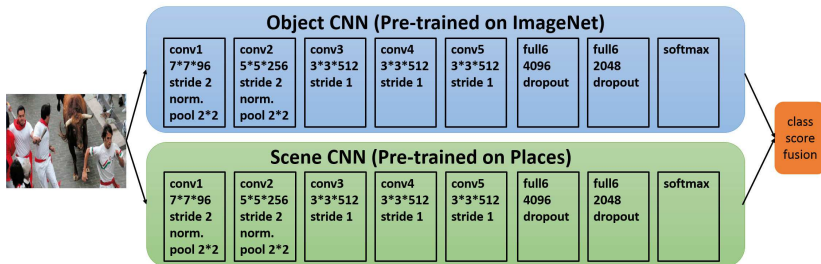 Object CNN (Pre-trained on ImageNet)
conv1
7*7*96
stride 2
norm.
pool 2*2
conv2
5*5*256
stride 2
norm.
pool 2*2
conv3
3*3*512
stride 1
conv4
3*3*512
stride 1
conv5
3*3*512
stride 1
full6
4096
dropout
full6
2048
dropout
softmax
Scene CNN (Pre-trained on Places)
conv1
7*7*96
stride 2
norm.
pool 2*2
conv2
5*5*256
stride 2
norm.
pool 2*2
conv3
3*3*512
stride 1
conv4
3*3*512
stride 1
conv5
3*3*512
stride 1
full6
4096
dropout
full6
2048
dropout
softmax
class
score
fusion